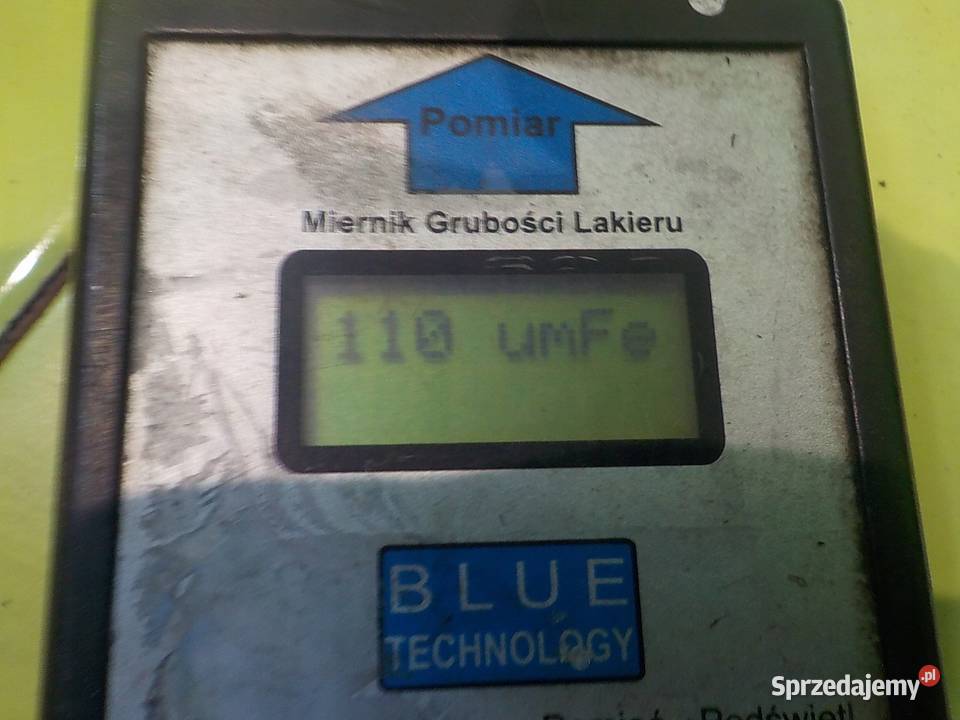 Pomiar
Miernik Grubości Lakieru
110 umFe
BLUE
TECHNOLOGY
Sprzedajemy.pl